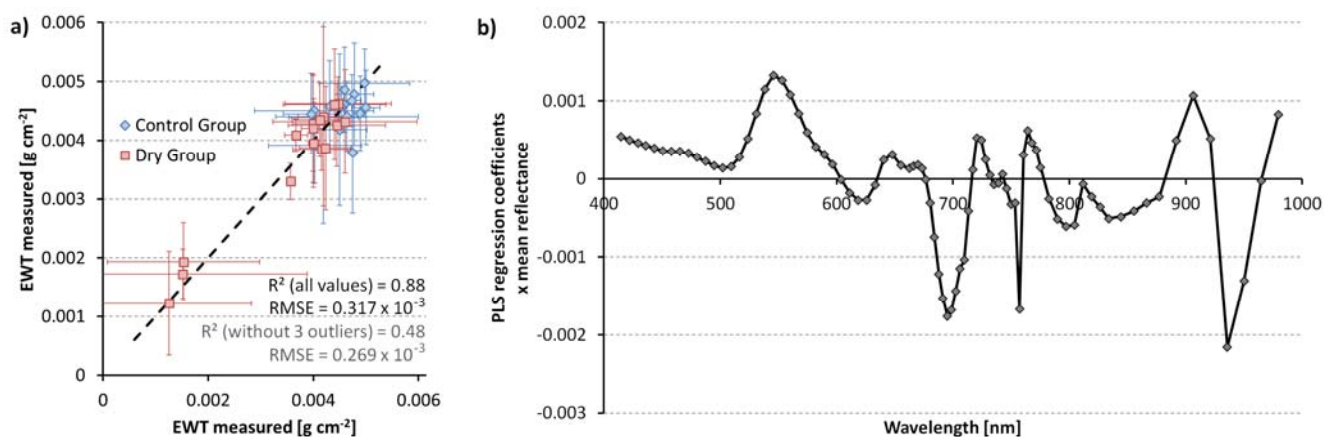 a)
EWT measured [g cm⁻²]
0.006
0.005
0.004
0.003
0.002
0.001
0
Control Group
Dry Group
R² (all values) = 0.88
RMSE = 0.317 x 10⁻³
R² (without 3 outliers) = 0.48
RMSE = 0.269 x 10⁻³
0 0.002 0.004 0.006
EWT measured [g cm⁻²]
b)
PLS regression coefficients
x mean reflectance
0.002
0.001
0
-0.001
-0.002
-0.003
400 500 600 700 800 900 1000
Wavelength [nm]